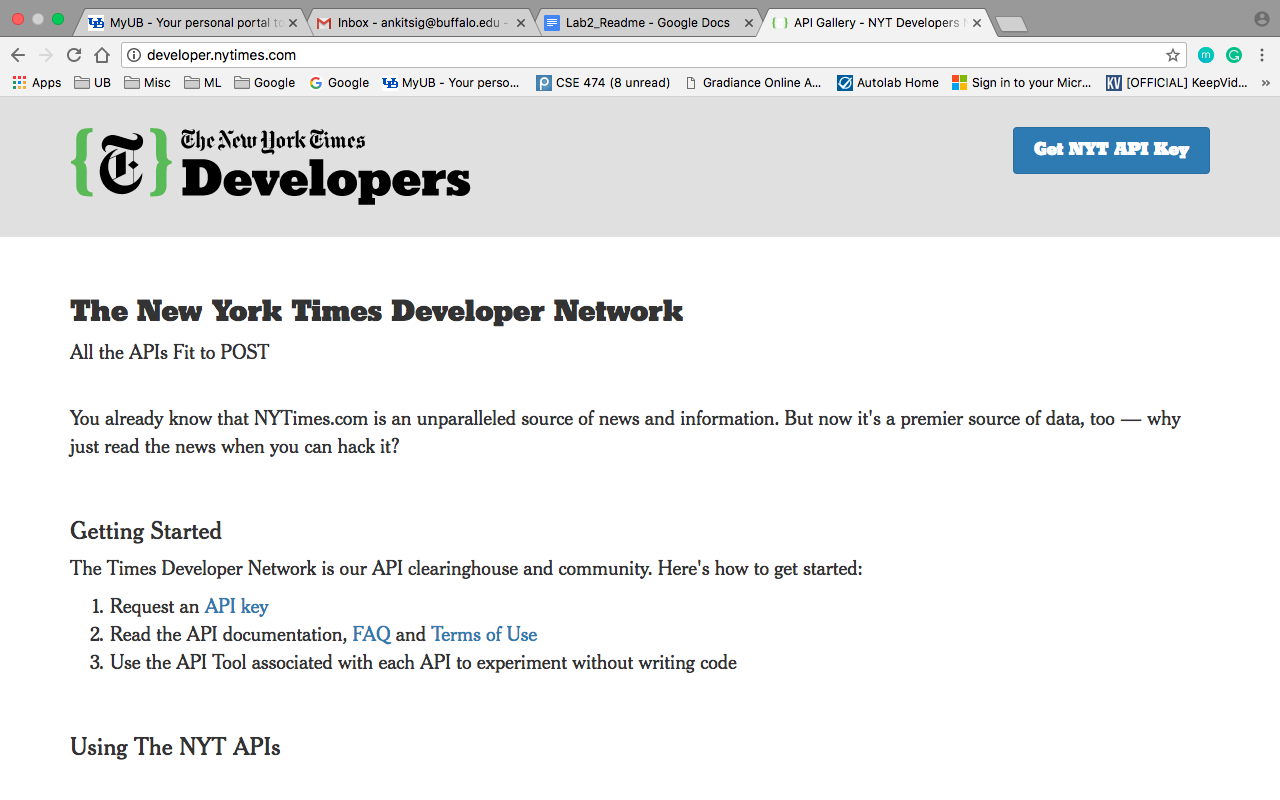 MyUB - Your personal portal to
Inbox - ankitsig@buffalo.edu -
Lab2_Readme - Google Docs
API Gallery - NYT Developers N
developer.nytimes.com
Apps UB Misc ML Google Google MyUB - Your perso... CSE 474 (8 unread) Gradiance Online A... Autolab Home Sign in to your Micr... KV [OFFICIAL] KeepVid... »
The New York Times
{T} Developers
Get NYT API Key
The New York Times Developer Network
All the APIs Fit to POST
You already know that NYTimes.com is an unparalleled source of news and information. But now it's a premier source of data, too — why
just read the news when you can hack it?
Getting Started
The Times Developer Network is our API clearinghouse and community. Here's how to get started:
1. Request an API key
2. Read the API documentation, FAQ and Terms of Use
3. Use the API Tool associated with each API to experiment without writing code
Using The NYT APIs